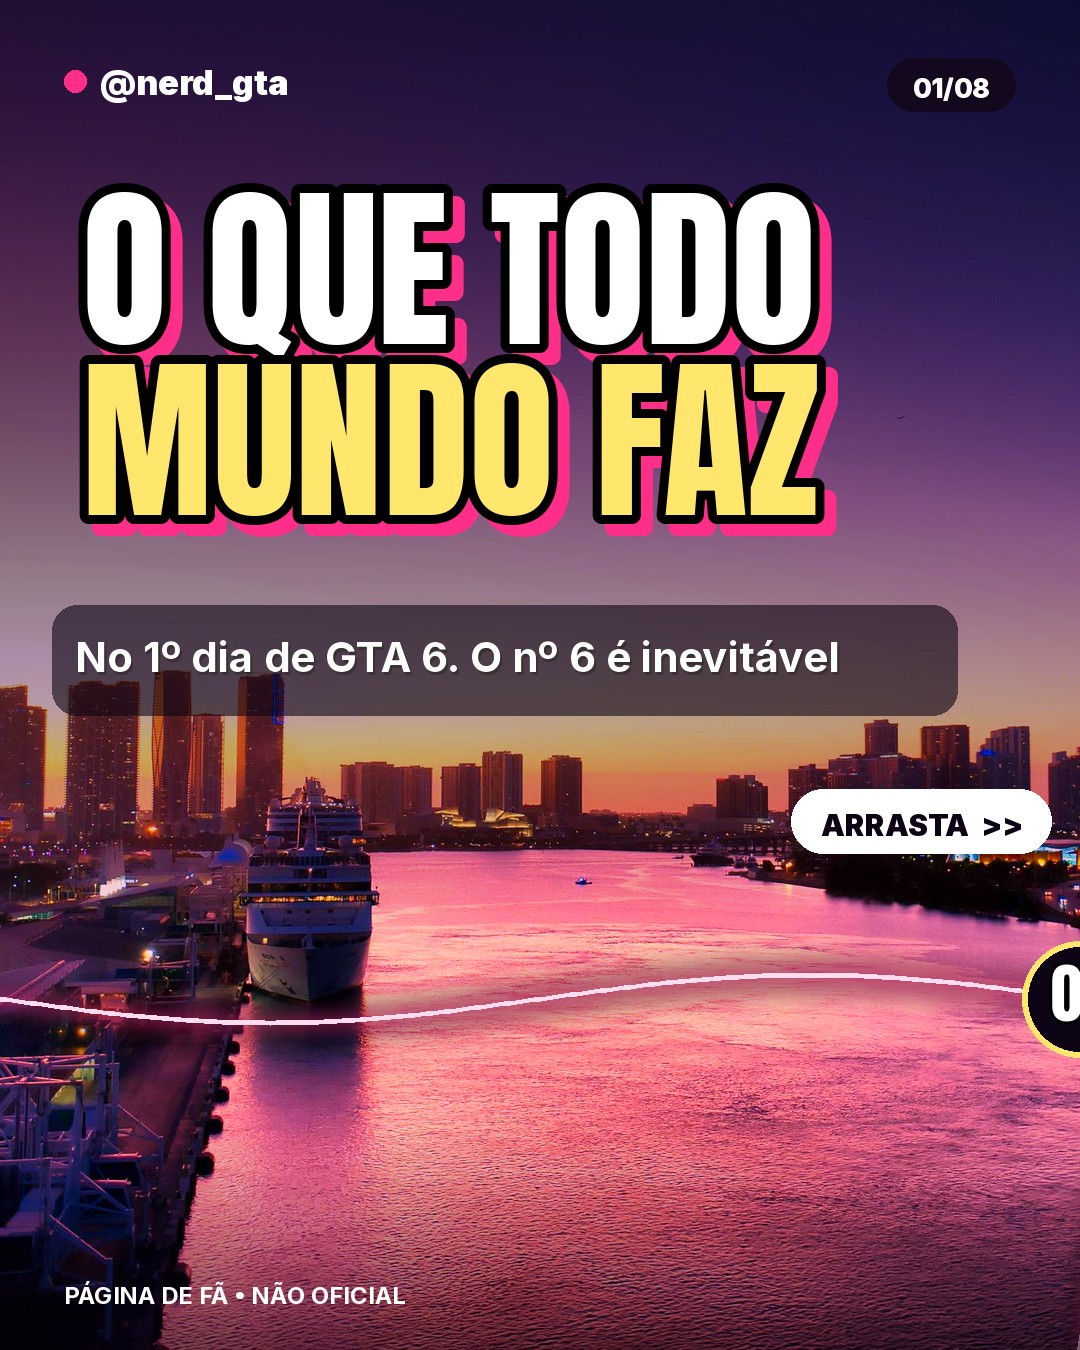 @nerd_gta
01/08
O QUE TODO
MUNDO FAZ
No 1º dia de GTA 6. O nº 6 é inevitável
ARRASTA >>
0
PÁGINA DE FÃ • NÃO OFICIAL